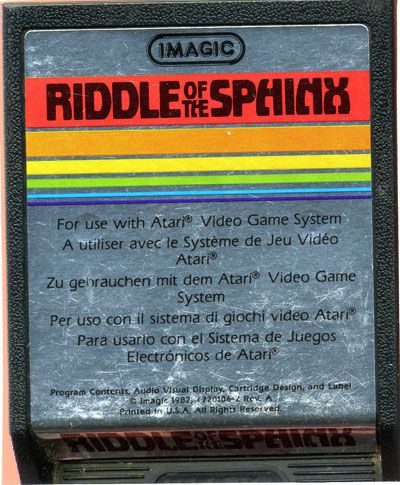 IMAGIC
RIDDLE OF THE SPHINX
For use with Atari® Video Game System
A utiliser avec le Système de Jeu Vidéo
Atari®
Zu gebrauchen mit dem Atari® Video Game
System
Per uso con il sistema di giochi video Atari®
Para usarlo con el Sistema de Juegos
Electrónicos de Atari®
Program Contents, Audio Visual Display, Cartridge Design, and Label
© Imagic 1982, 720106-2 Rev. A
Printed in U.S.A. All Rights Reserved.
RIDDLE OF THE SPHINX